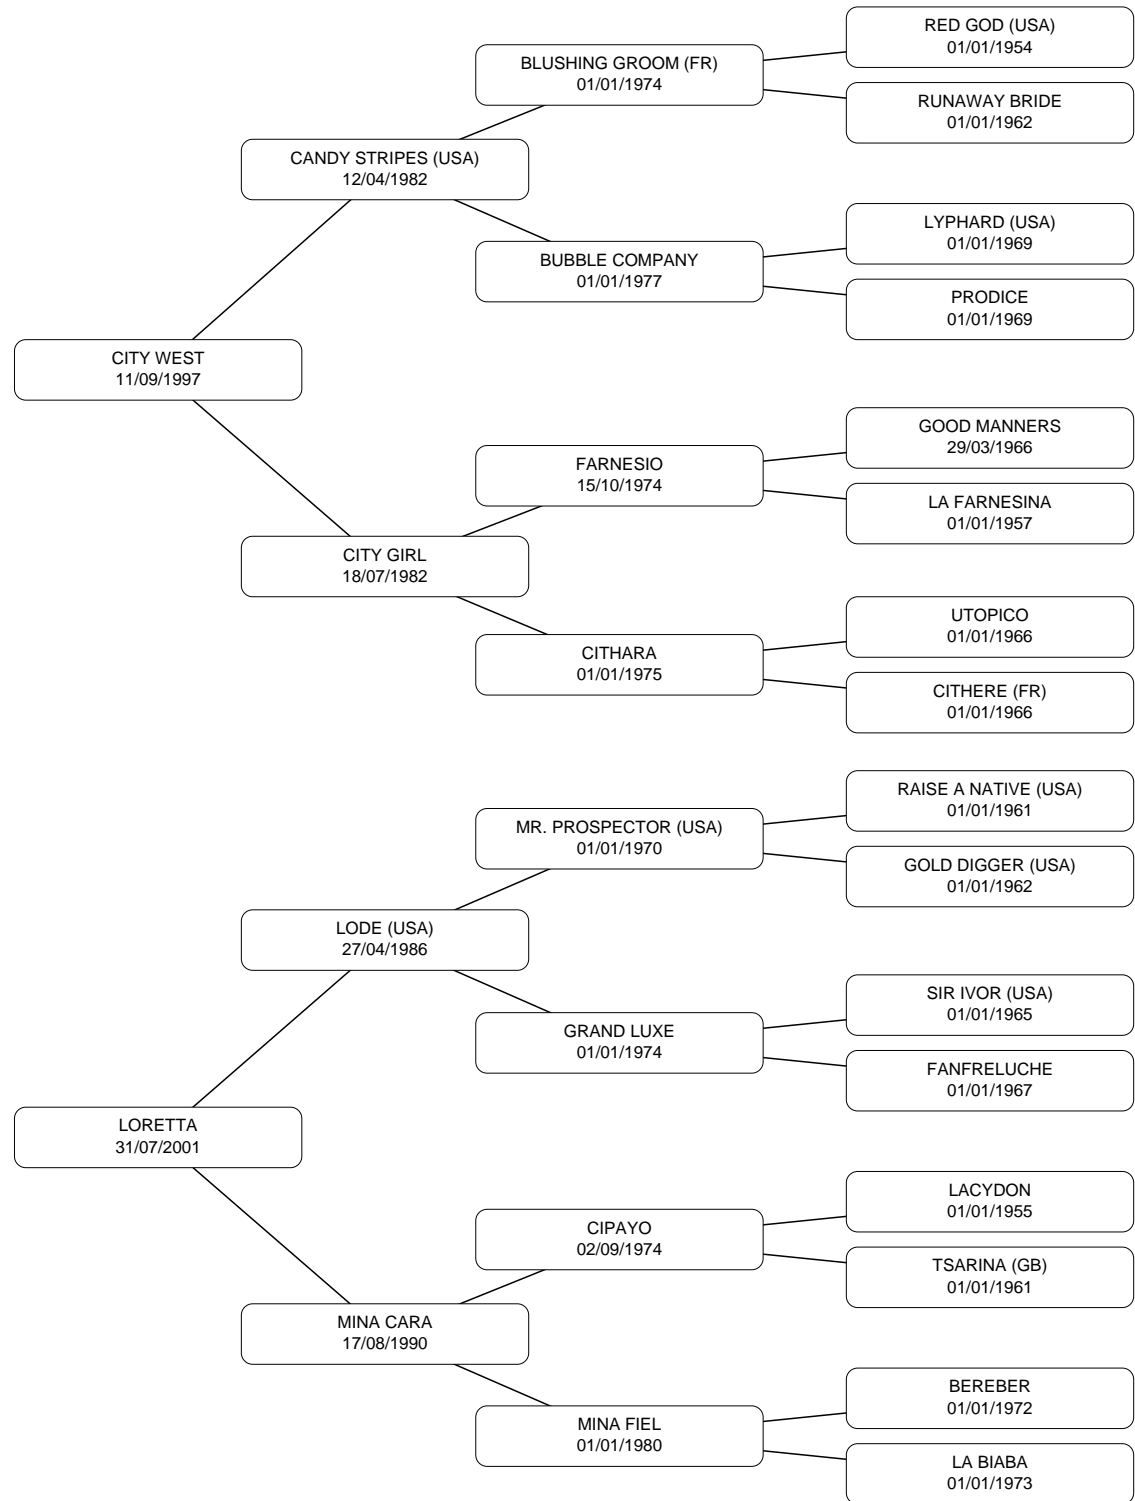 RED GOD (USA)
01/01/1954
BLUSHING GROOM (FR)
01/01/1974
RUNAWAY BRIDE
01/01/1962
CANDY STRIPES (USA)
12/04/1982
LYPHARD (USA)
01/01/1969
BUBBLE COMPANY
01/01/1977
PRODICE
01/01/1969
CITY WEST
11/09/1997
GOOD MANNERS
29/03/1966
FARNESIO
15/10/1974
LA FARNESINA
01/01/1957
CITY GIRL
18/07/1982
UTOPICO
01/01/1966
CITHARA
01/01/1975
CITHERE (FR)
01/01/1966
RAISE A NATIVE (USA)
01/01/1961
MR. PROSPECTOR (USA)
01/01/1970
GOLD DIGGER (USA)
01/01/1962
LODE (USA)
27/04/1986
SIR IVOR (USA)
01/01/1965
GRAND LUXE
01/01/1974
FANFRELUCHE
01/01/1967
LORETTA
31/07/2001
LACYDON
01/01/1955
CIPAYO
02/09/1974
TSARINA (GB)
01/01/1961
MINA CARA
17/08/1990
BEREBER
01/01/1972
MINA FIEL
01/01/1980
LA BIABA
01/01/1973